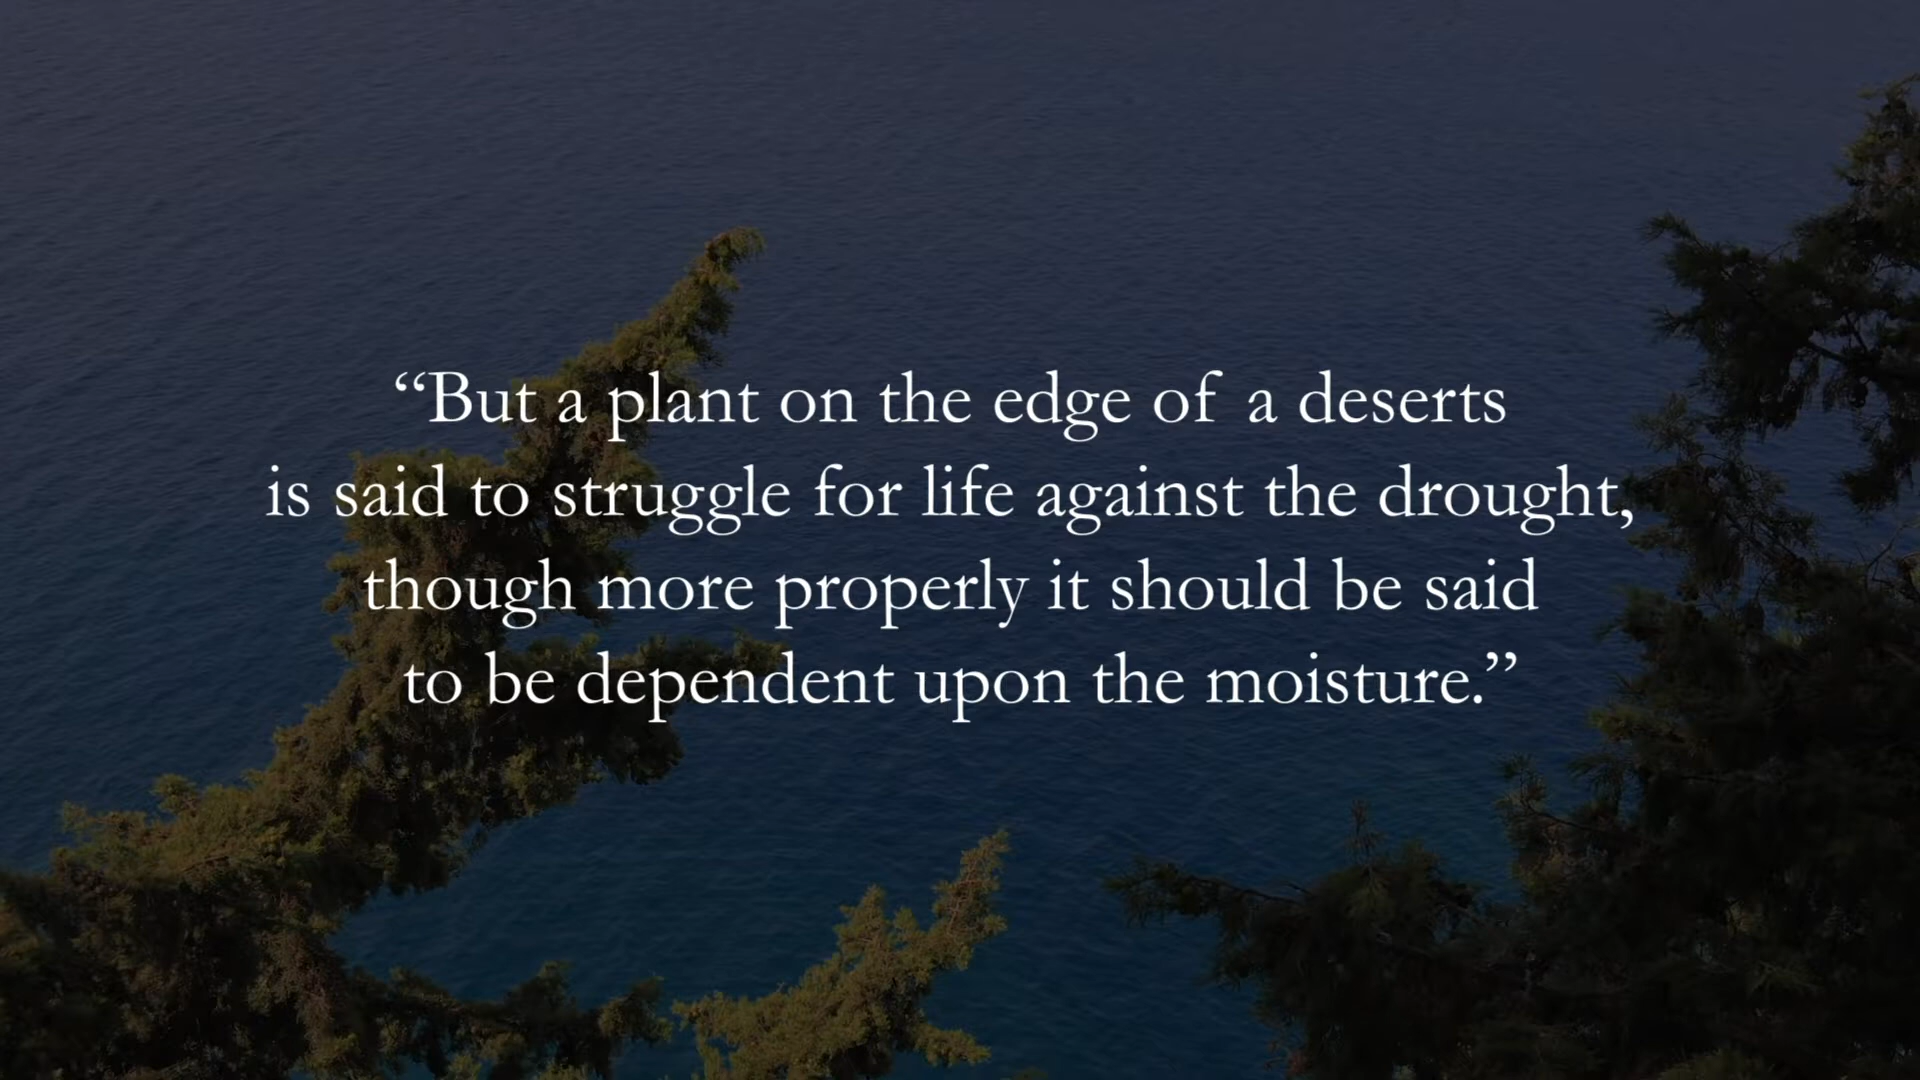 “But a plant on the edge of a deserts
is said to struggle for life against the drought,
though more properly it should be said
to be dependent upon the moisture.”